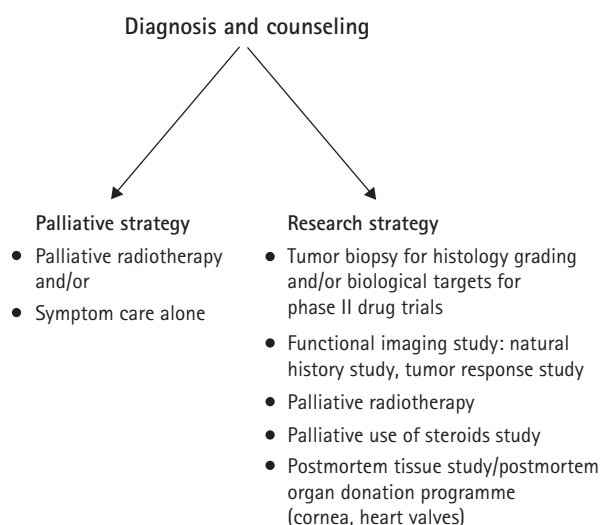 Diagnosis and counseling
Palliative strategy
• Palliative radiotherapy
and/or
• Symptom care alone
Research strategy
• Tumor biopsy for histology grading
and/or biological targets for
phase II drug trials
• Functional imaging study: natural
history study, tumor response study
• Palliative radiotherapy
• Palliative use of steroids study
• Postmortem tissue study/postmortem
organ donation programme
(cornea, heart valves)